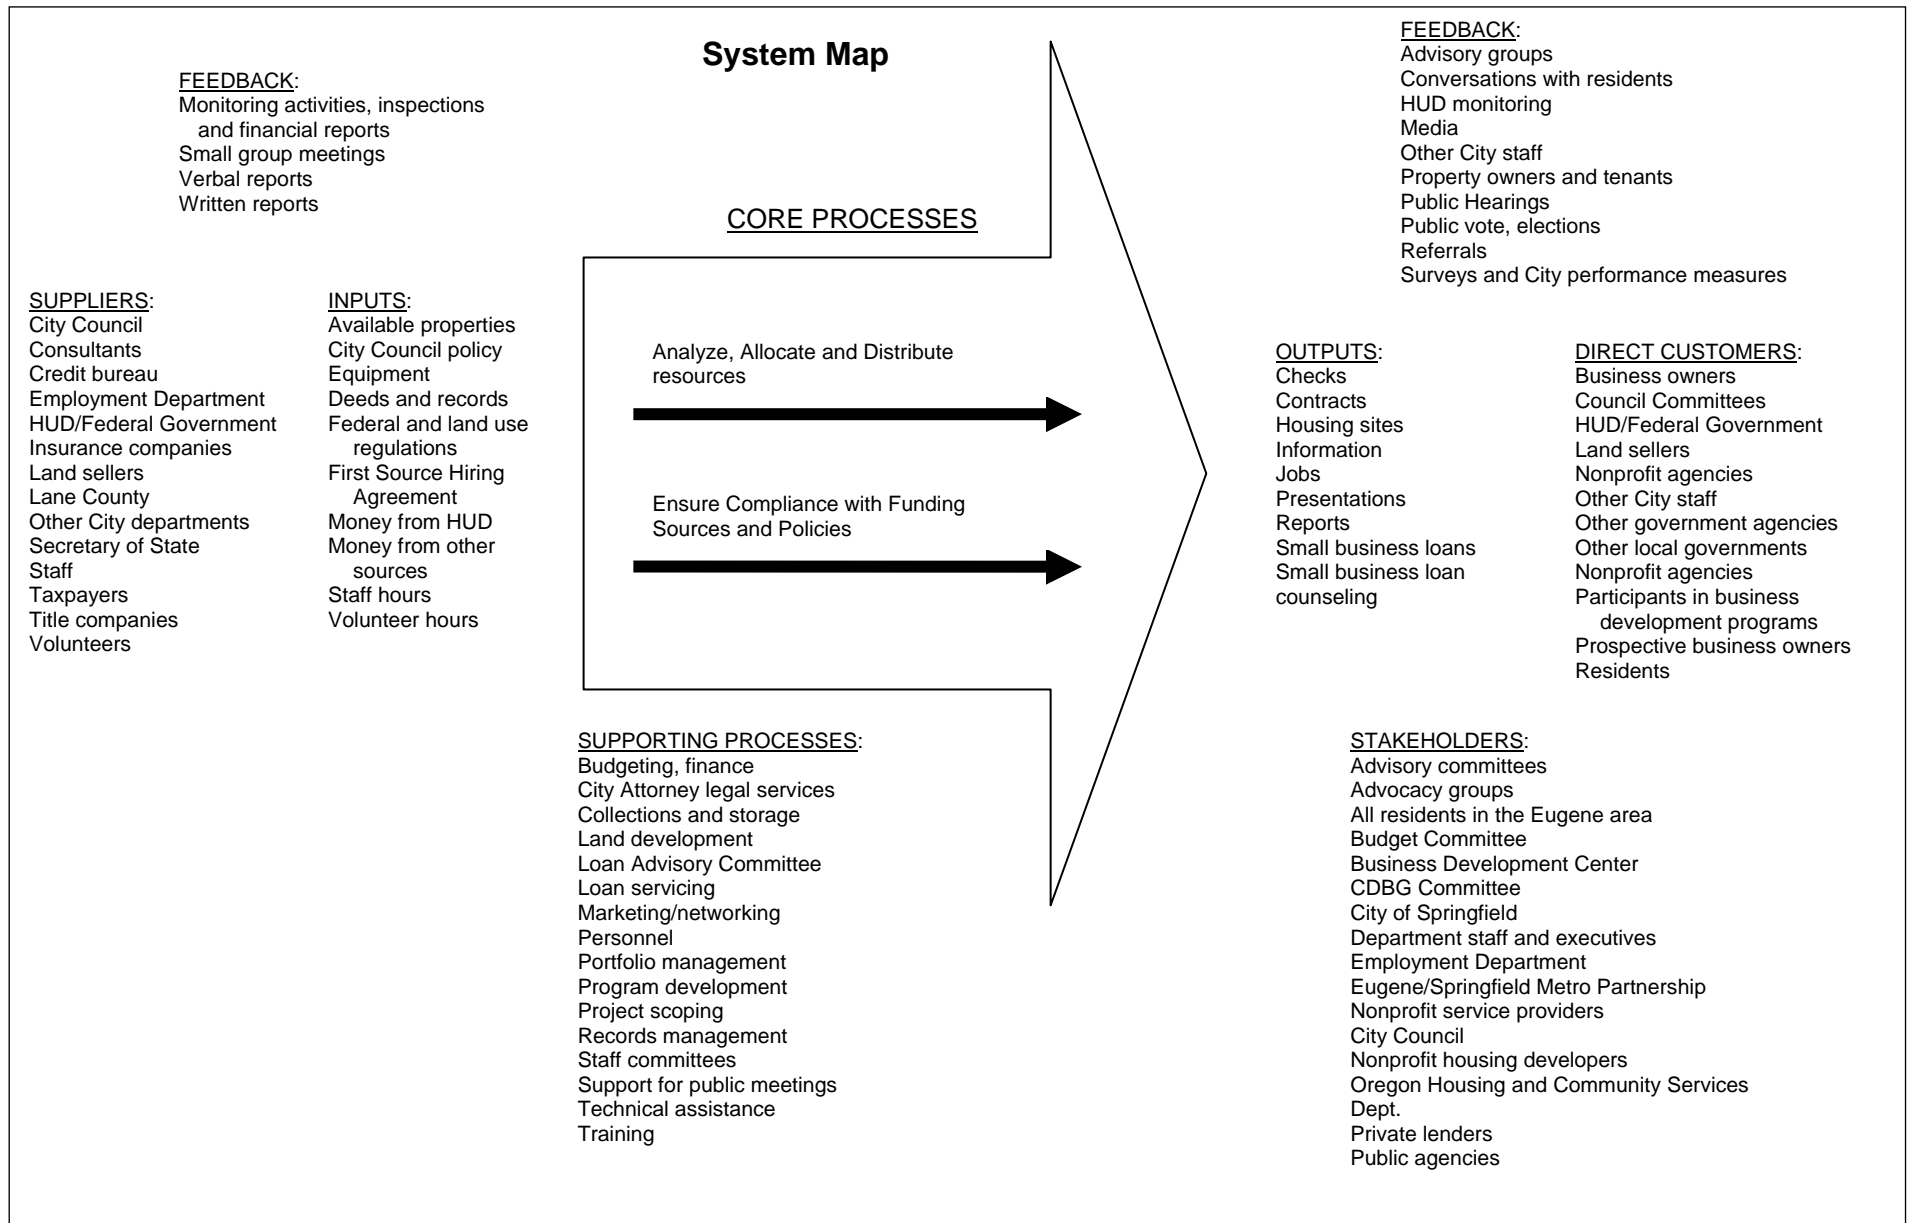 System Map
FEEDBACK:
Monitoring activities, inspections
and financial reports
Small group meetings
Verbal reports
Written reports
FEEDBACK:
Advisory groups
Conversations with residents
HUD monitoring
Media
Other City staff
Property owners and tenants
Public Hearings
Public vote, elections
Referrals
Surveys and City performance measures
CORE PROCESSES
SUPPLIERS:
City Council
Consultants
Credit bureau
Employment Department
HUD/Federal Government
Insurance companies
Land sellers
Lane County
Other City departments
Secretary of State
Staff
Taxpayers
Title companies
Volunteers
INPUTS:
Available properties
City Council policy
Equipment
Deeds and records
Federal and land use
regulations
First Source Hiring
Agreement
Money from HUD
Money from other
sources
Staff hours
Volunteer hours
Analyze, Allocate and Distribute
resources
Ensure Compliance with Funding
Sources and Policies
OUTPUTS:
Checks
Contracts
Housing sites
Information
Jobs
Presentations
Reports
Small business loans
Small business loan
counseling
DIRECT CUSTOMERS:
Business owners
Council Committees
HUD/Federal Government
Land sellers
Nonprofit agencies
Other City staff
Other government agencies
Other local governments
Nonprofit agencies
Participants in business
development programs
Prospective business owners
Residents
SUPPORTING PROCESSES:
Budgeting, finance
City Attorney legal services
Collections and storage
Land development
Loan Advisory Committee
Loan servicing
Marketing/networking
Personnel
Portfolio management
Program development
Project scoping
Records management
Staff committees
Support for public meetings
Technical assistance
Training
STAKEHOLDERS:
Advisory committees
Advocacy groups
All residents in the Eugene area
Budget Committee
Business Development Center
CDBG Committee
City of Springfield
Department staff and executives
Employment Department
Eugene/Springfield Metro Partnership
Nonprofit service providers
City Council
Nonprofit housing developers
Oregon Housing and Community Services
Dept.
Private lenders
Public agencies